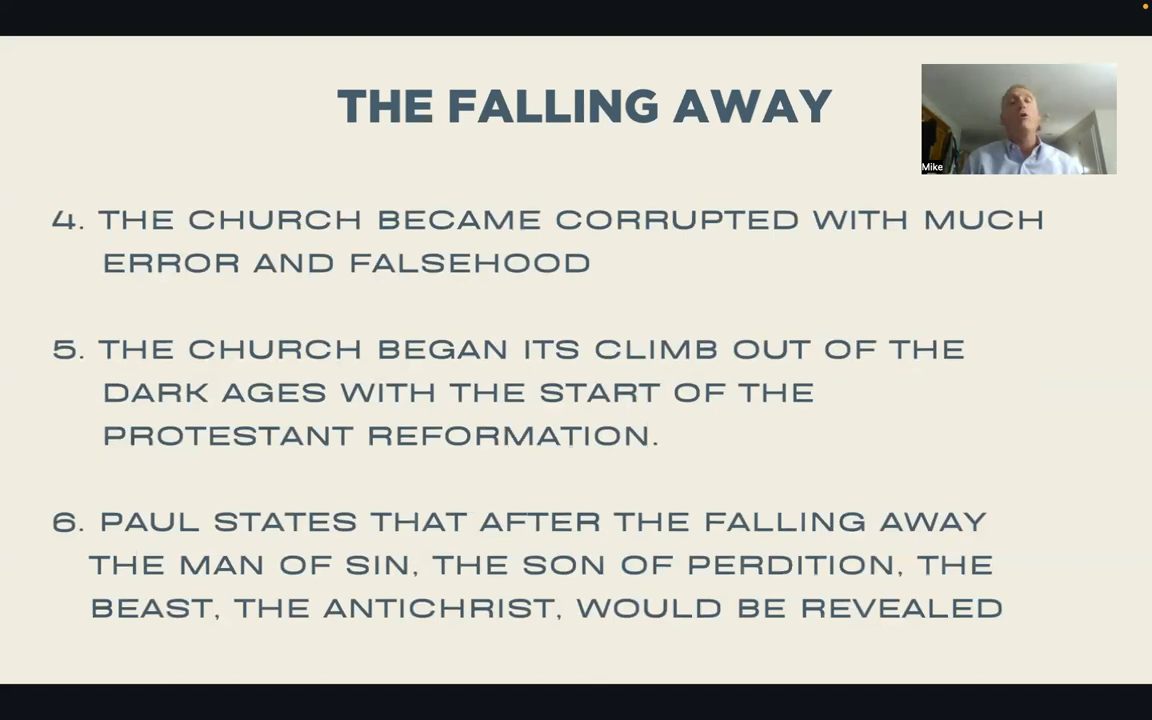 THE FALLING AWAY
Mike
4. THE CHURCH BECAME CORRUPTED WITH MUCH
ERROR AND FALSEHOOD
5. THE CHURCH BEGAN ITS CLIMB OUT OF THE
DARK AGES WITH THE START OF THE
PROTESTANT REFORMATION.
6. PAUL STATES THAT AFTER THE FALLING AWAY
THE MAN OF SIN, THE SON OF PERDITION, THE
BEAST, THE ANTICHRIST, WOULD BE REVEALED